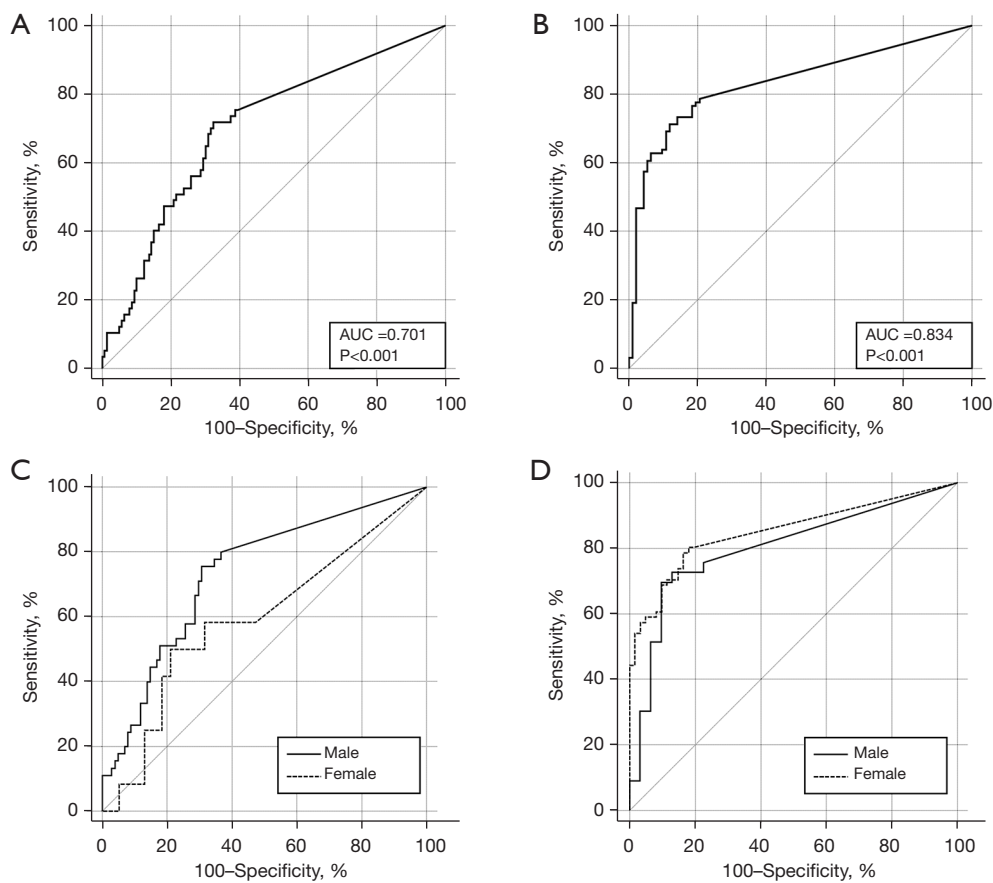 A
100
80
60
40
20
0
Sensitivity, %
AUC =0.701
P<0.001
0 20 40 60 80 100
100–Specificity, %
B
100
80
60
40
20
0
Sensitivity, %
AUC =0.834
P<0.001
0 20 40 60 80 100
100–Specificity, %
C
100
80
60
40
20
0
Sensitivity, %
Male
Female
0 20 40 60 80 100
100–Specificity, %
D
100
80
60
40
20
0
Sensitivity, %
Male
Female
0 20 40 60 80 100
100–Specificity, %